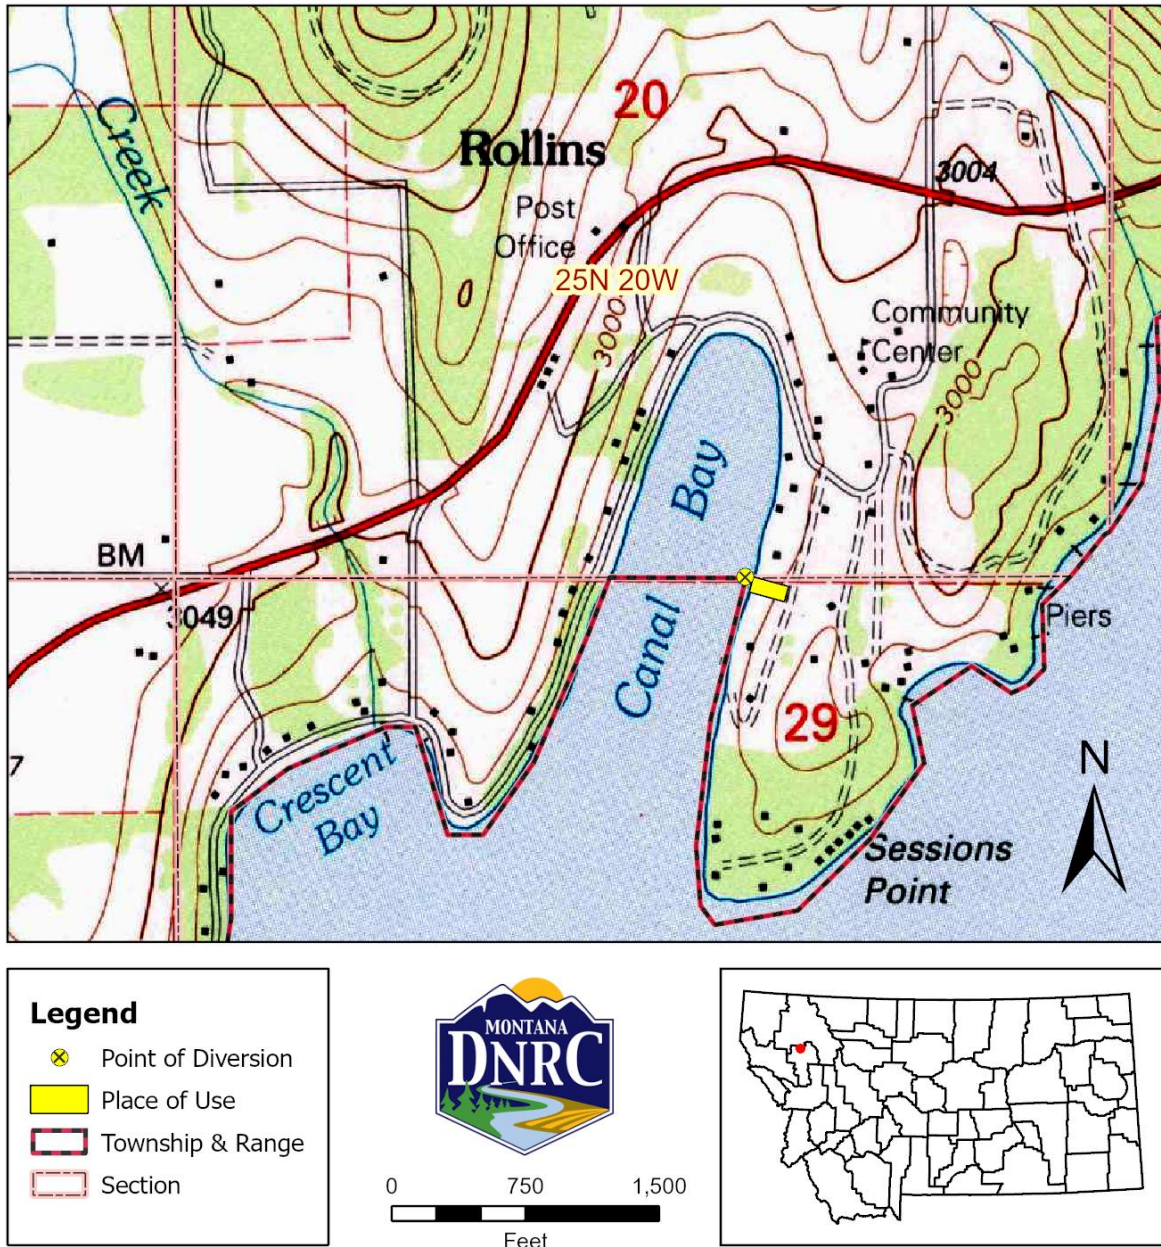 20
Creek
Rollins
3004
Post
Office
25N 20W
3000
Community
Center
3000
Bay
BM
3049
Canal
Piers
29
7
Crescent
Bay
N
Sessions
Point
Legend
Point of Diversion
Place of Use
Township & Range
Section
MONTANA
DNRC
0 750 1,500
Feet